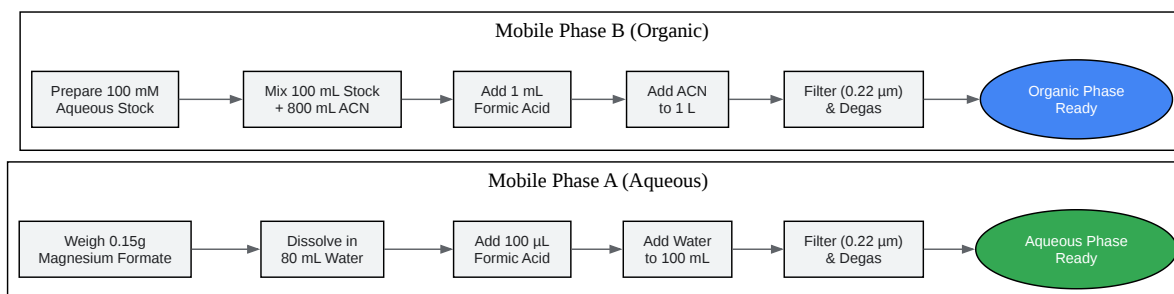 Mobile Phase B (Organic)
Prepare 100 mM
Aqueous Stock
Mix 100 mL Stock
+ 800 mL ACN
Add 1 mL
Formic Acid
Add ACN
to 1 L
Filter (0.22 µm)
& Degas
Organic Phase
Ready
Mobile Phase A (Aqueous)
Weigh 0.15g
Magnesium Formate
Dissolve in
80 mL Water
Add 100 µL
Formic Acid
Add Water
to 100 mL
Filter (0.22 µm)
& Degas
Aqueous Phase
Ready